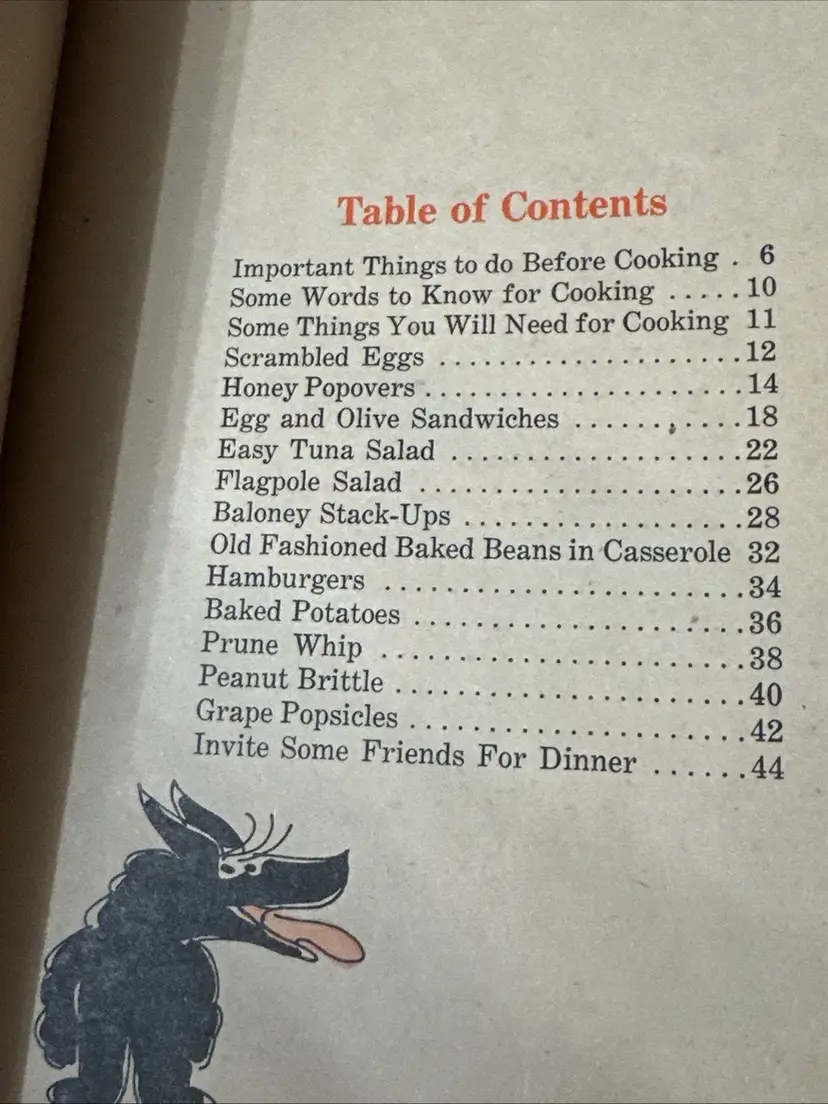 Table of Contents
Important Things to do Before Cooking . 6
Some Words to Know for Cooking ..... 10
Some Things You Will Need for Cooking 11
Scrambled Eggs .................... 12
Honey Popovers ..................... 14
Egg and Olive Sandwiches ........... 18
Easy Tuna Salad ................... 22
Flagpole Salad ..................... 26
Baloney Stack-Ups .................. 28
Old Fashioned Baked Beans in Casserole 32
Hamburgers ........................ 34
Baked Potatoes ...................... 36
Prune Whip ........................ 38
Peanut Brittle ....................... 40
Grape Popsicles ...................... 42
Invite Some Friends For Dinner ...... 44